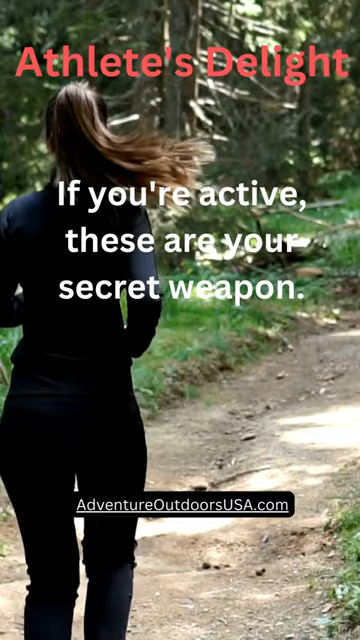 Athlete's Delight
If you're active,
these are your
secret weapon.
AdventureOutdoorsUSA.com